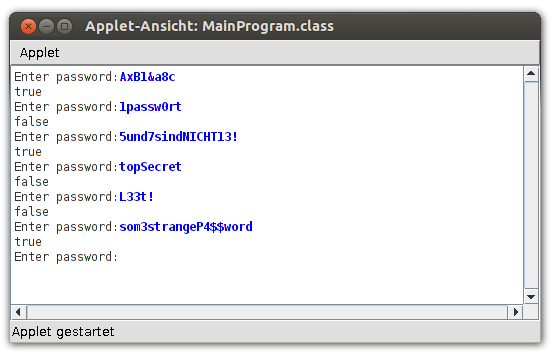 Applet-Ansicht: MainProgram.class
Applet
Enter password:AxB1&a8c
true
Enter password:1passw0rt
false
Enter password:5und7sindNICHT13!
true
Enter password:topSecret
false
Enter password:L33t!
false
Enter password:som3strangeP4$$word
true
Enter password:
Applet gestartet